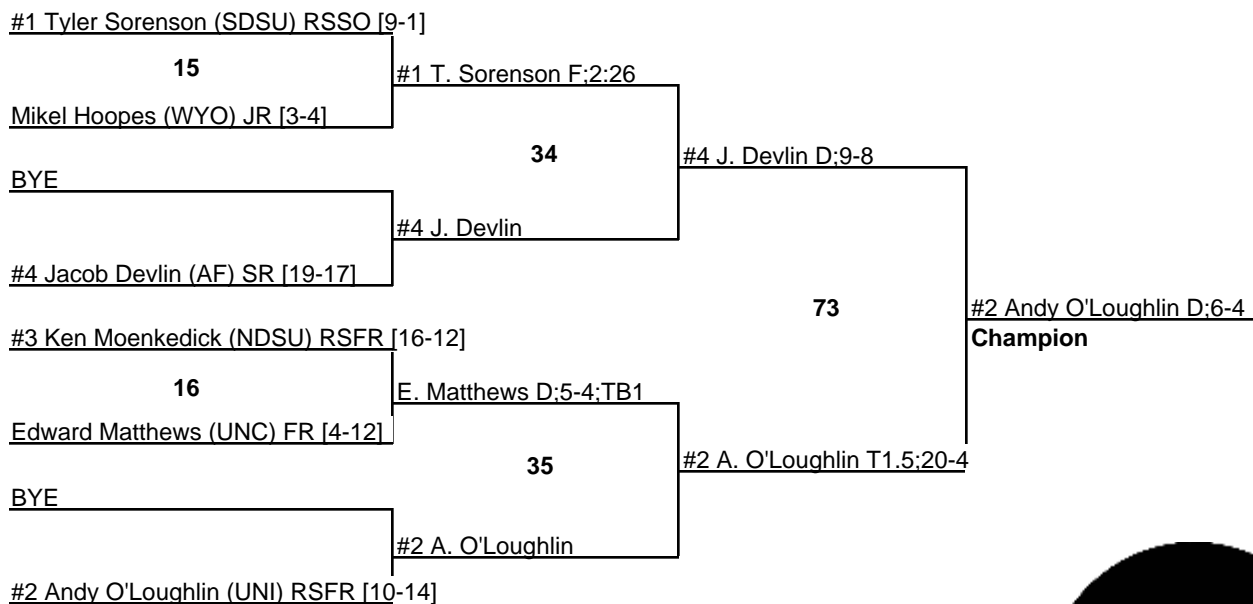 #1 Tyler Sorenson (SDSU) RSSO [9-1]
15
#1 T. Sorenson F;2:26
Mikel Hoopes (WYO) JR [3-4]
34
#4 J. Devlin D;9-8
BYE
#4 J. Devlin
#4 Jacob Devlin (AF) SR [19-17]
73
#2 Andy O'Loughlin D;6-4
Champion
#3 Ken Moenkedick (NDSU) RSFR [16-12]
16
E. Matthews D;5-4;TB1
Edward Matthews (UNC) FR [4-12]
35
#2 A. O'Loughlin T1.5;20-4
BYE
#2 A. O'Loughlin
#2 Andy O'Loughlin (UNI) RSFR [10-14]